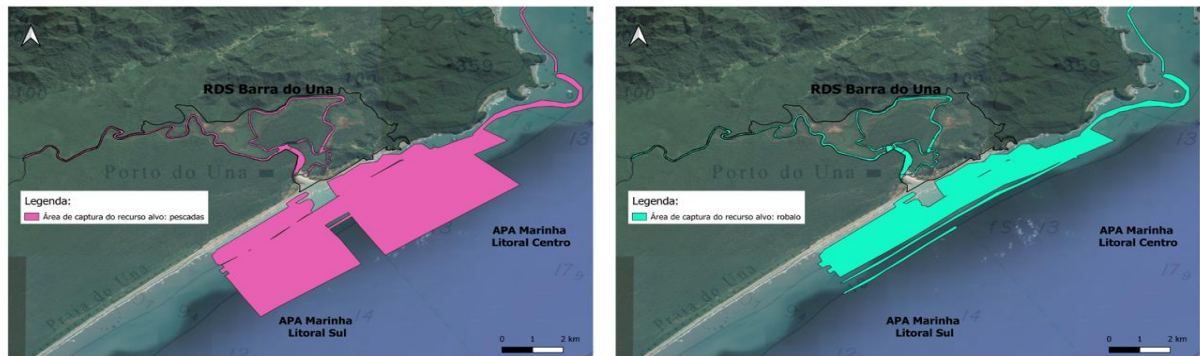 RDS Barra do Una
Porto do Una
Legenda:
Área de captura do recurso alvo: pescadas
APA Marinha
Litoral Centro
Praia do Una
APA Marinha
Litoral Sul
0 1 2 km
RDS Barra do Una
Porto do Una
Legenda:
Área de captura do recurso alvo: robalo
APA Marinha
Litoral Centro
Praia do Una
APA Marinha
Litoral Sul
0 1 2 km